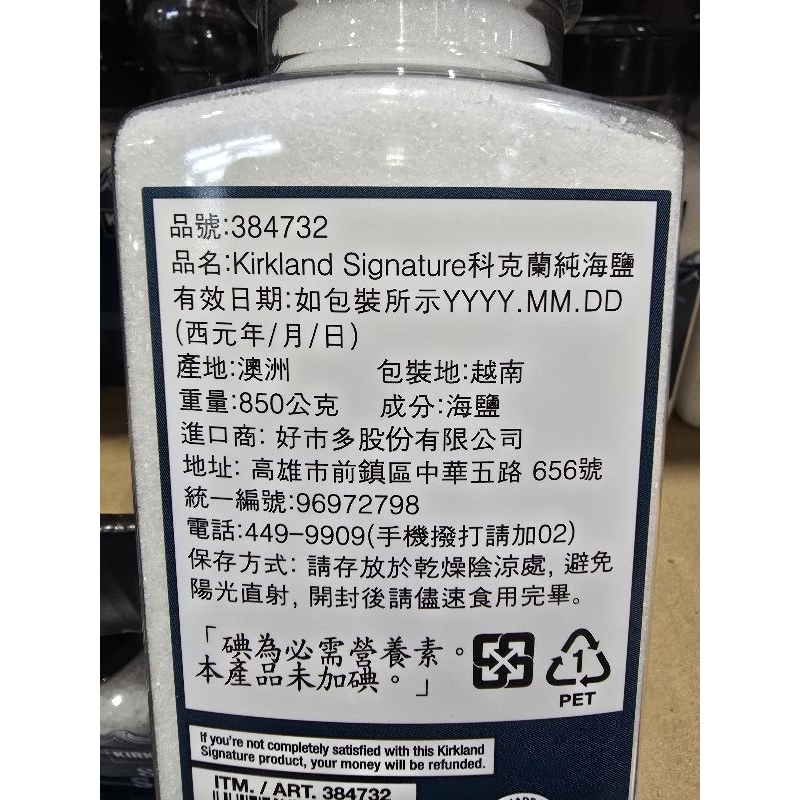 品號:384732
品名:Kirkland Signature科克蘭純海鹽
有效日期:如包裝所示YYYY.MM.DD
(西元年/月/日)
產地:澳洲 包裝地:越南
重量:850公克 成分:海鹽
進口商: 好市多股份有限公司
地址: 高雄市前鎮區中華五路 656號
統一編號:96972798
電話:449-9909(手機撥打請加02)
保存方式: 請存放於乾燥陰涼處, 避免
陽光直射, 開封後請儘速食用完畢。
「碘為必需營養素。
本產品未加碘。」
1
PET
If you're not completely satisfied with this Kirkland
Signature product, your money will be refunded.
ITM. / ART. 384732